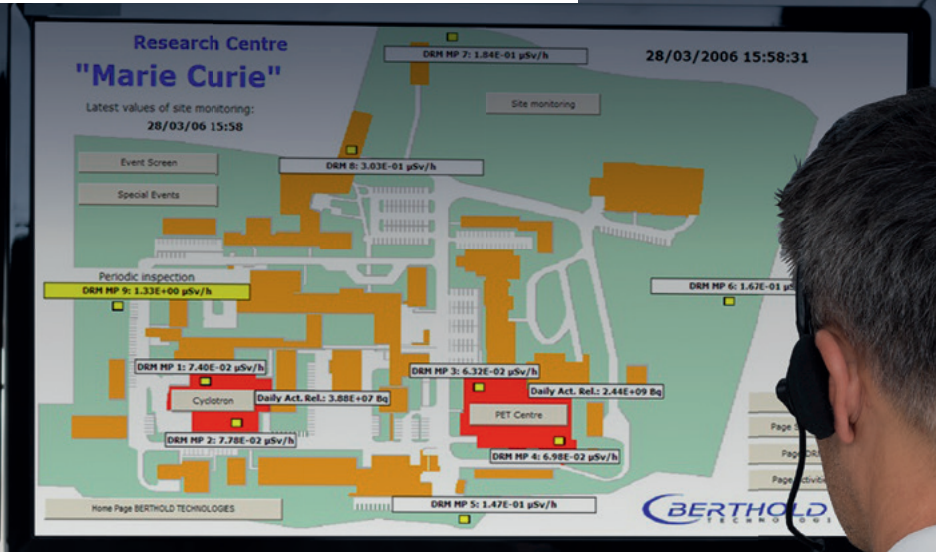 Research Centre
"Marie Curie"
Latest values of site monitoring:
28/03/06 15:58
28/03/2006 15:58:31
DRM MP 7: 1.84E-01 µSv/h
Site monitoring
Event Screen
DRM 8: 3.03E-01 µSv/h
Special Events
Periodic inspection
DRM MP 9: 1.33E+00 µSv/h
DRM MP 6: 1.67E-01
DRM MP 1: 7.40E-02 µSv/h
DRM MP 3: 6.32E-02 µSv/h
Cyclotron
Daily Act. Rel.: 3.88E+07 Bq
Daily Act. Rel.: 2.44E+09 Bq
PET Centre
DRM MP 2: 7.78E-02 µSv/h
DRM MP 4: 6.98E-02 µSv/h
Page
Page
Page
DRM MP 5: 1.47E-01 µSv/h
Home Page BERTHOLD TECHNOLOGIES
BERTHOLD